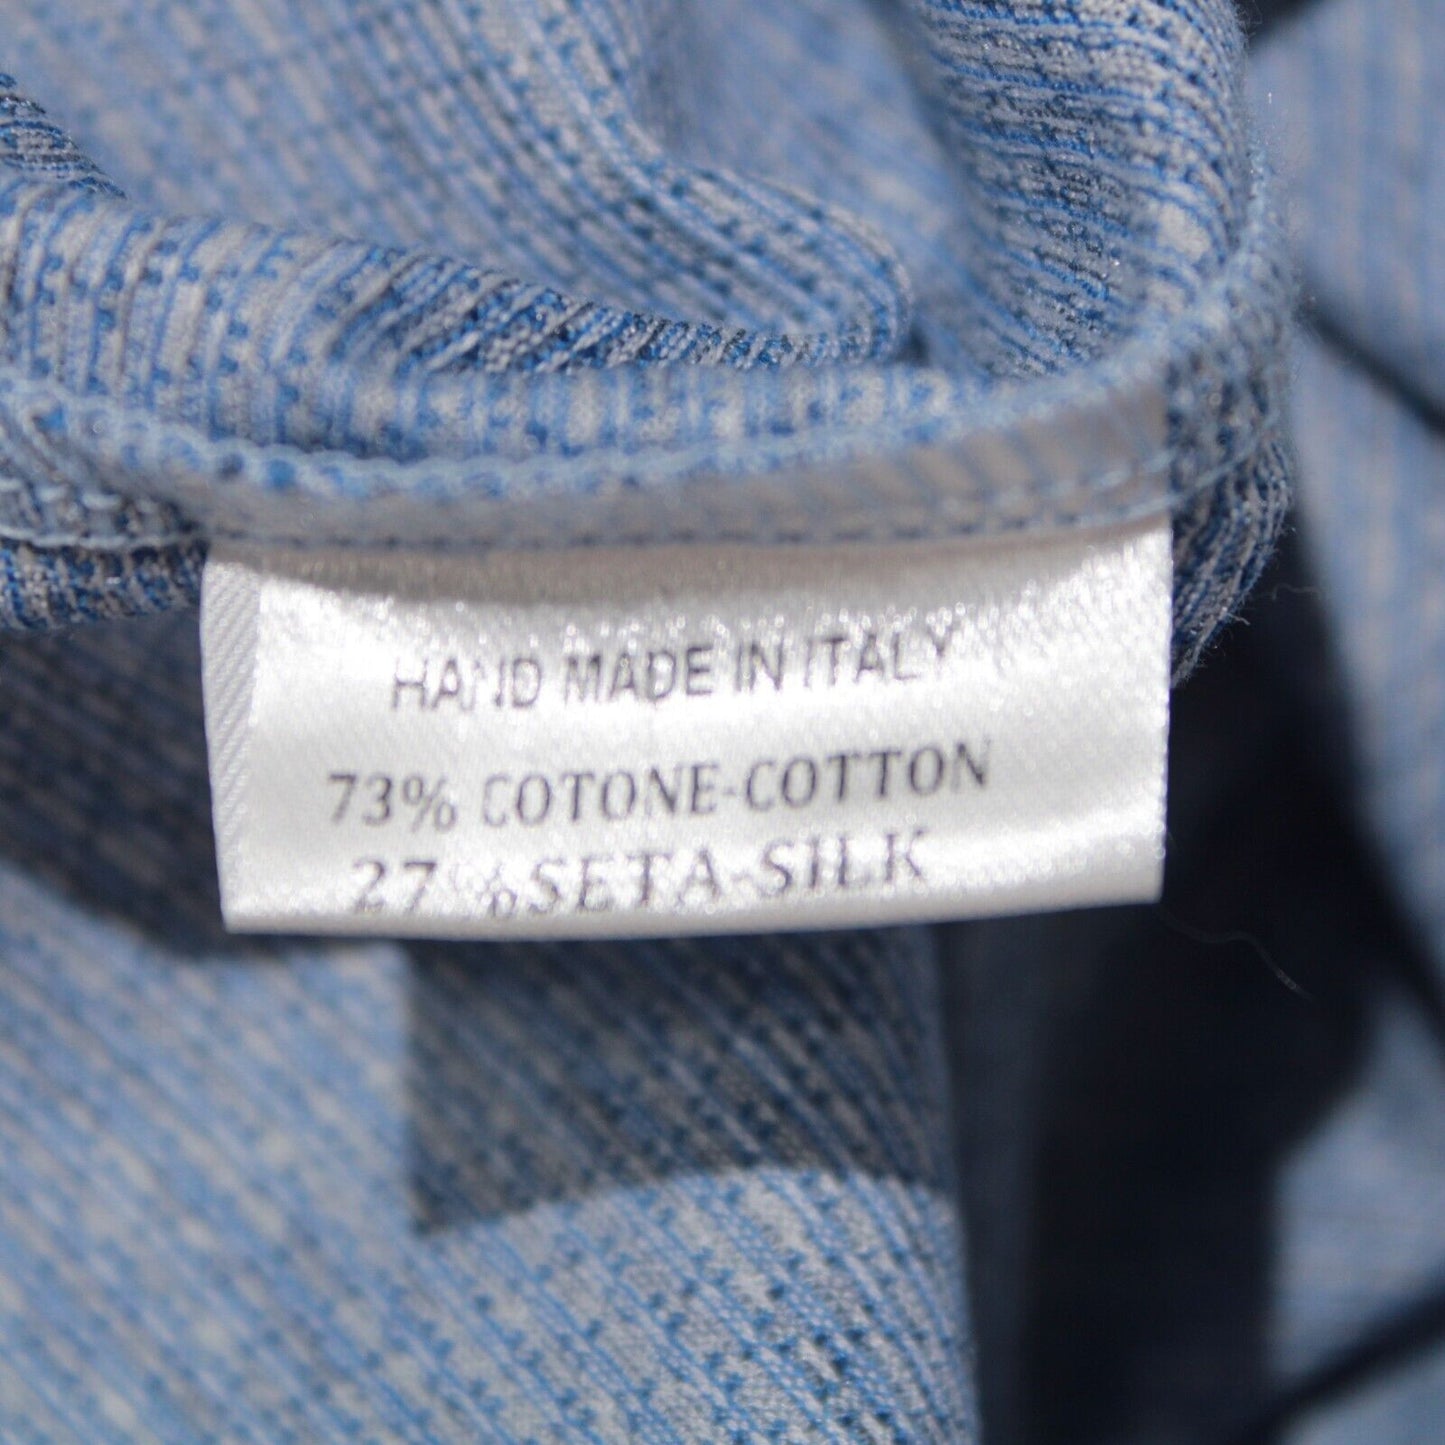 HAND MADE IN ITALY
73% COTONE-COTTON
27% SETA-SILK